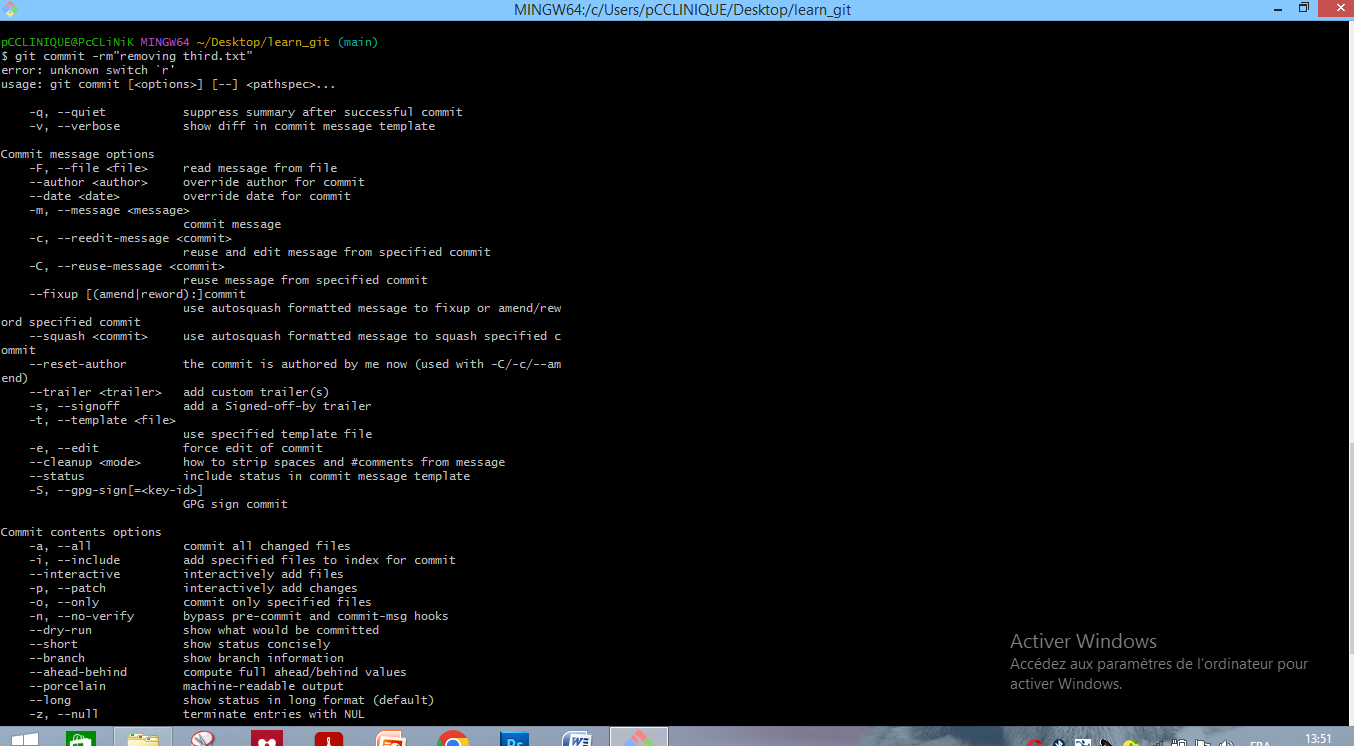 MINGW64:/c/Users/pCCLINIQUE/Desktop/learn_git
pCCLINIQUE@PcCLiNiK MINGW64 ~/Desktop/learn_git (main)
$ git commit -rm"removing third.txt"
error: unknown switch `r'
usage: git commit [<options>] [--] <pathspec>...
-q, --quiet suppress summary after successful commit
-v, --verbose show diff in commit message template
Commit message options
-F, --file <file> read message from file
--author <author> override author for commit
--date <date> override date for commit
-m, --message <message>
commit message
-c, --reedit-message <commit>
reuse and edit message from specified commit
-C, --reuse-message <commit>
reuse message from specified commit
--fixup [(amend|reword):]commit
use autosquash formatted message to fixup or amend/rew
ord specified commit
--squash <commit> use autosquash formatted message to squash specified c
ommit
--reset-author the commit is authored by me now (used with -C/-c/--am
end)
--trailer <trailer> add custom trailer(s)
-s, --signoff add a Signed-off-by trailer
-t, --template <file>
use specified template file
-e, --edit force edit of commit
--cleanup <mode> how to strip spaces and #comments from message
--status include status in commit message template
-S, --gpg-sign[=<key-id>]
GPG sign commit
Commit contents options
-a, --all commit all changed files
-i, --include add specified files to index for commit
--interactive interactively add files
-p, --patch interactively add changes
-o, --only commit only specified files
-n, --no-verify bypass pre-commit and commit-msg hooks
--dry-run show what would be committed
--short show status concisely
--branch show branch information
--ahead-behind compute full ahead/behind values
--porcelain machine-readable output
--long show status in long format (default)
-z, --null terminate entries with NUL
Activer Windows
Accédez aux paramètres de l'ordinateur pour
activer Windows.
Ps
FRA
13:51